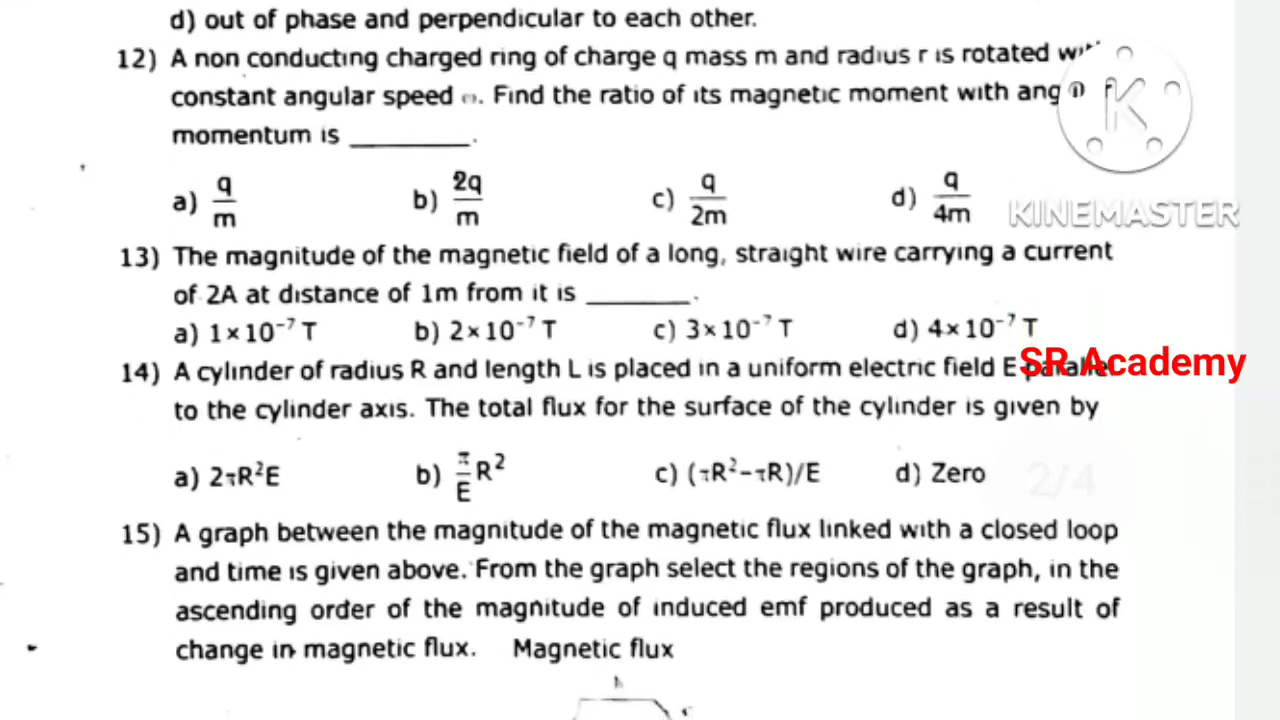 d) out of phase and perpendicular to each other.
12) A non conducting charged ring of charge q mass m and radius r is rotated
constant angular speed ω. Find the ratio of its magnetic moment with
momentum is ________.
a) q/m b) 2q/m c) q/2m d) q/4m
KINEMASTER
13) The magnitude of the magnetic field of a long, straight wire carrying a current
of 2A at distance of 1m from it is _______.
a) 1×10⁻⁷ T b) 2×10⁻⁷ T c) 3×10⁻⁷ T d) 4×10⁻⁷ T
SR Academy
14) A cylinder of radius R and length L is placed in a uniform electric field E
to the cylinder axis. The total flux for the surface of the cylinder is given by
a) 2πR²E b) π/E R² c) (πR²−πR)/E d) Zero
2/4
15) A graph between the magnitude of the magnetic flux linked with a closed loop
and time is given above. From the graph select the regions of the graph, in the
ascending order of the magnitude of induced emf produced as a result of
change in magnetic flux. Magnetic flux